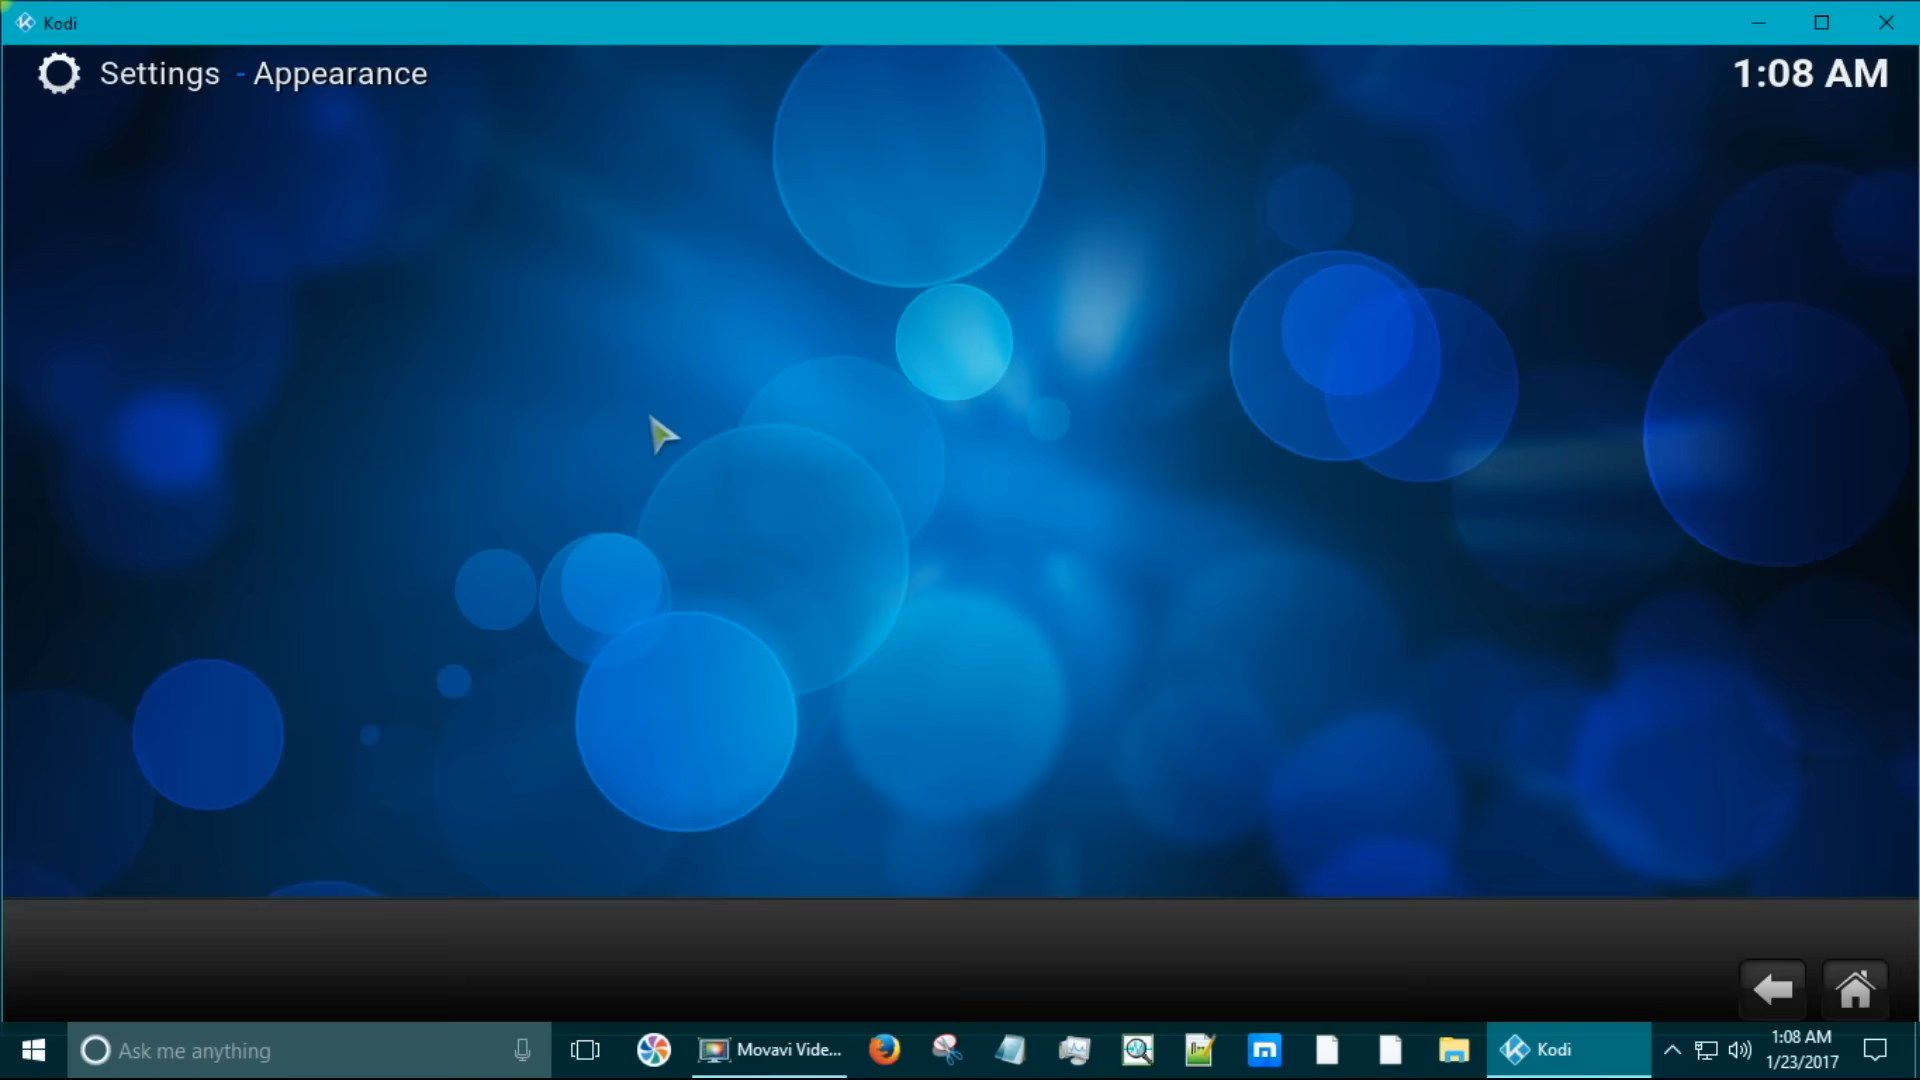 Kodi
Settings - Appearance
1:08 AM
Ask me anything
Movavi Vide...
Kodi
1:08 AM
1/23/2017